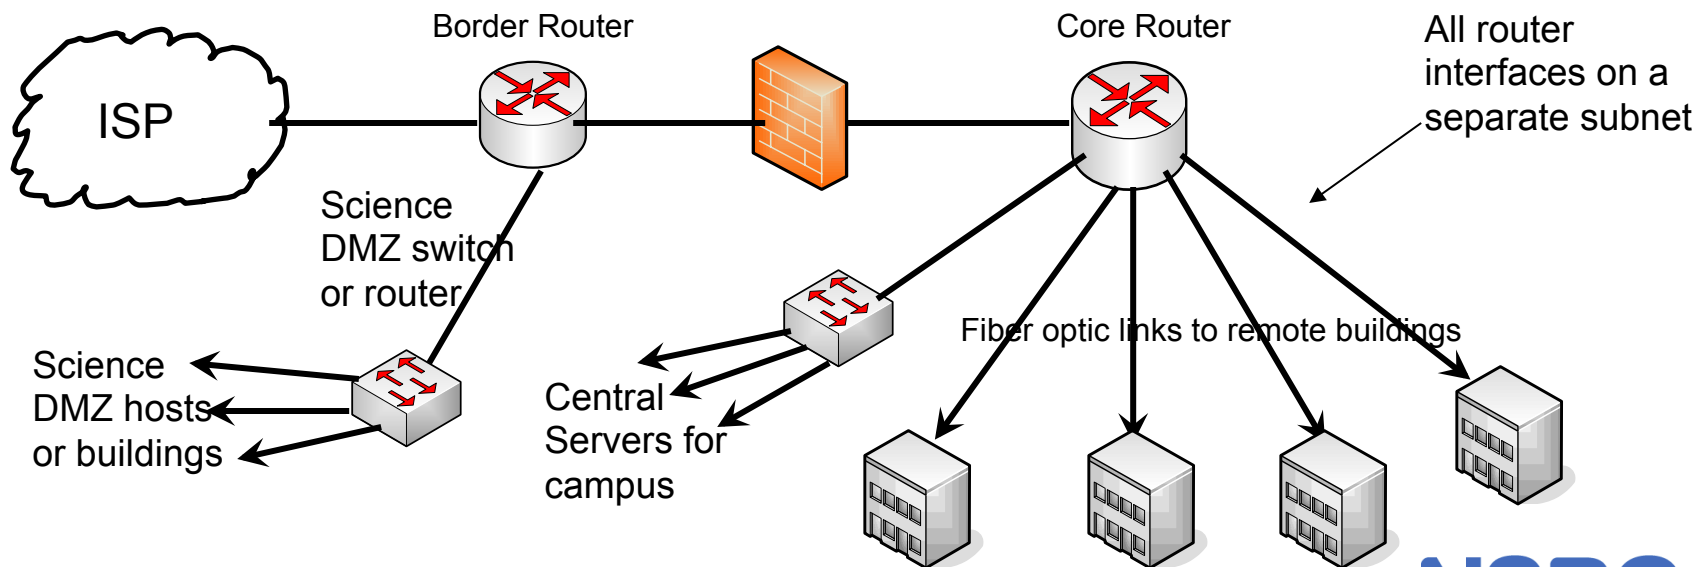 Border Router
Core Router
All router
interfaces on a
separate subnet
ISP
Science
DMZ switch
or router
Fiber optic links to remote buildings
Science
DMZ hosts
or buildings
Central
Servers for
campus